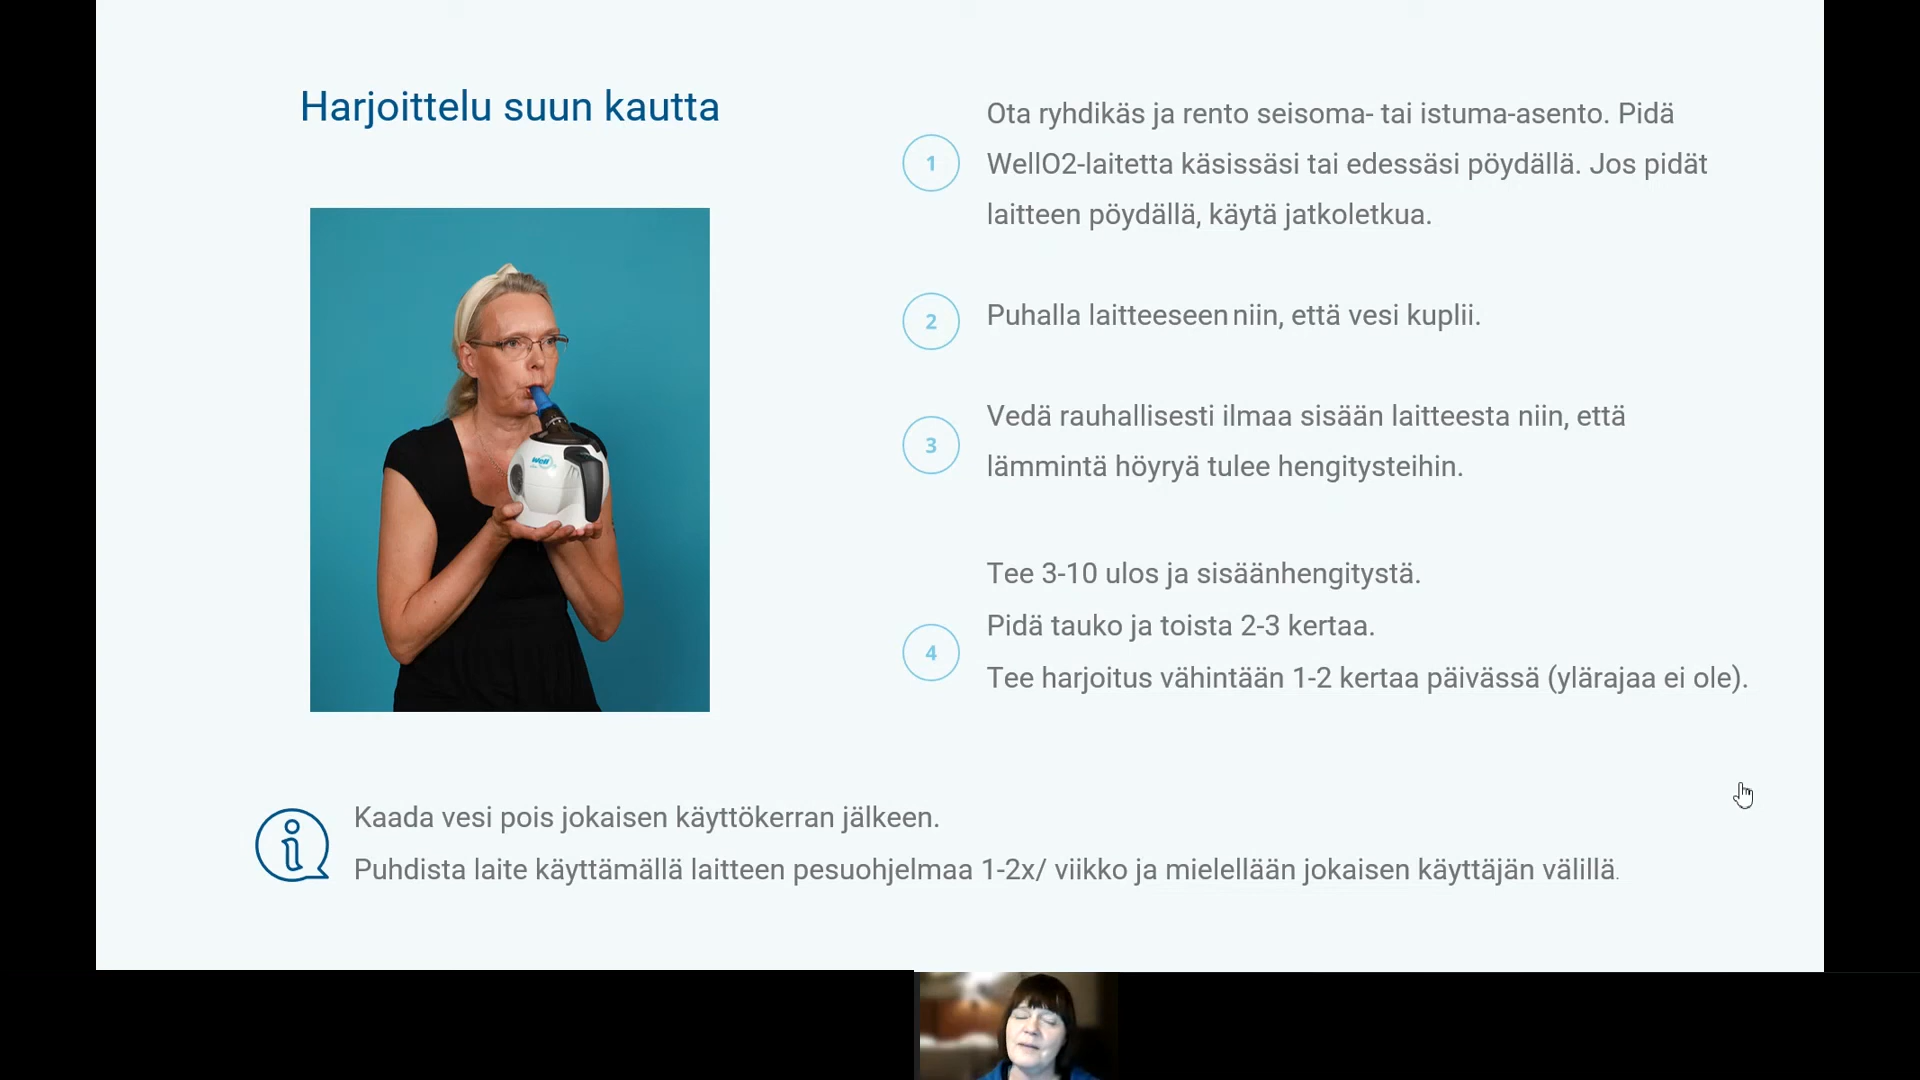 Harjoittelu suun kautta
1
Ota ryhdikäs ja rento seisoma- tai istuma-asento. Pidä
WellO2-laitetta käsissäsi tai edessäsi pöydällä. Jos pidät
laitteen pöydällä, käytä jatkoletkua.
2
Puhalla laitteeseen niin, että vesi kuplii.
3
Vedä rauhallisesti ilmaa sisään laitteesta niin, että
lämmintä höyryä tulee hengitysteihin.
4
Tee 3-10 ulos ja sisäänhengitystä.
Pidä tauko ja toista 2-3 kertaa.
Tee harjoitus vähintään 1-2 kertaa päivässä (ylärajaa ei ole).
Well
Kaada vesi pois jokaisen käyttökerran jälkeen.
Puhdista laite käyttämällä laitteen pesuohjelmaa 1-2x/ viikko ja mielellään jokaisen käyttäjän välillä.